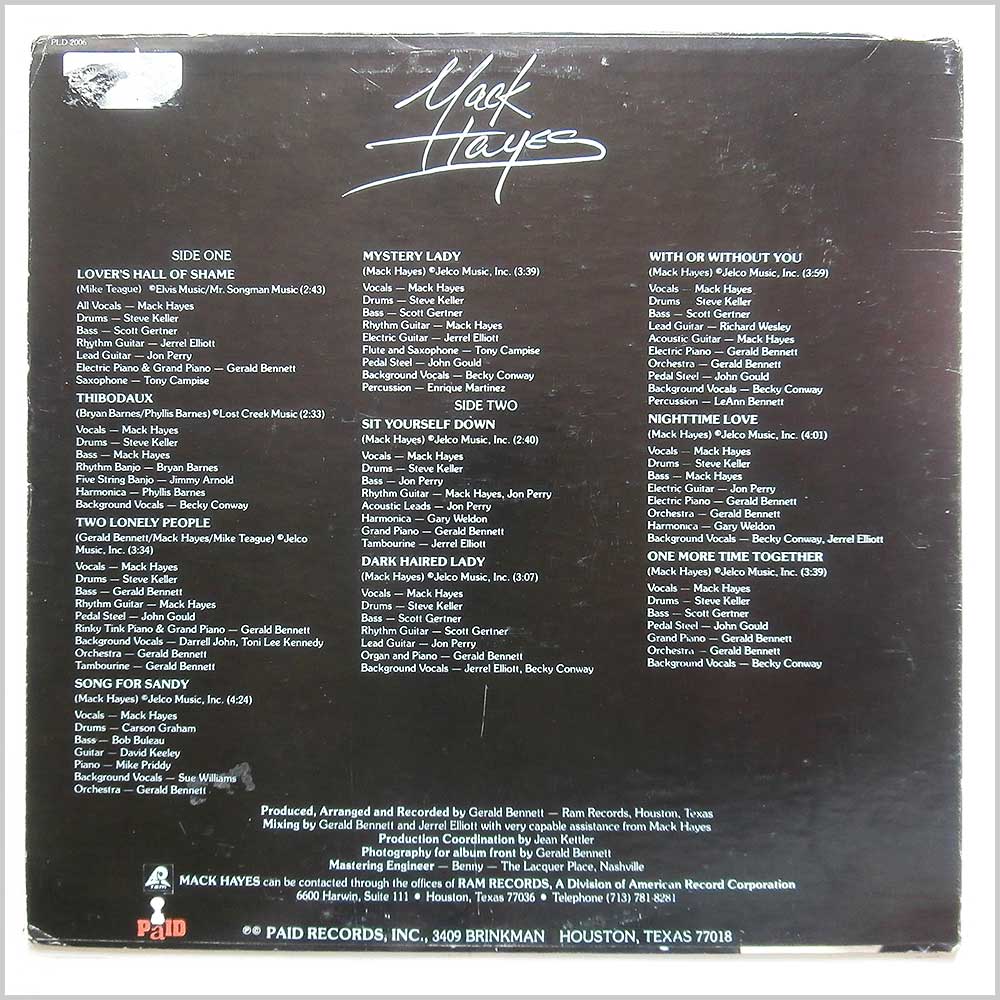 PLD 2006
Mack
Hayes
SIDE ONE
LOVER'S HALL OF SHAME
(Mike Teague) ©Elvis Music/Mr. Songman Music (2:43)
All Vocals — Mack Hayes
Drums — Steve Keller
Bass — Scott Gertner
Rhythm Guitar — Jerrel Elliott
Lead Guitar — Jon Perry
Electric Piano & Grand Piano — Gerald Bennett
Saxophone — Tony Campise
THIBODAUX
(Bryan Barnes/Phyllis Barnes) ©Lost Creek Music (2:33)
Vocals — Mack Hayes
Drums — Steve Keller
Bass — Mack Hayes
Rhythm Banjo — Bryan Barnes
Five String Banjo — Jimmy Arnold
Harmonica — Phyllis Barnes
Background Vocals — Becky Conway
TWO LONELY PEOPLE
(Gerald Bennett/Mack Hayes/Mike Teague) ©Jelco
Music, Inc. (3:34)
Vocals — Mack Hayes
Drums — Steve Keller
Bass — Gerald Bennett
Rhythm Guitar — Mack Hayes
Pedal Steel — John Gould
Rinky Tink Piano & Grand Piano — Gerald Bennett
Background Vocals — Darrell John, Toni Lee Kennedy
Orchestra — Gerald Bennett
Tambourine — Gerald Bennett
SONG FOR SANDY
(Mack Hayes) ©Jelco Music, Inc. (4:24)
Vocals — Mack Hayes
Drums — Carson Graham
Bass — Bob Buleau
Guitar — David Keeley
Piano — Mike Priddy
Background Vocals — Sue Williams
Orchestra — Gerald Bennett
MYSTERY LADY
(Mack Hayes) ©Jelco Music, Inc. (3:39)
Vocals — Mack Hayes
Drums — Steve Keller
Bass — Scott Gertner
Rhythm Guitar — Mack Hayes
Electric Guitar — Jerrel Elliott
Flute and Saxophone — Tony Campise
Pedal Steel — John Gould
Background Vocals — Becky Conway
Percussion — Enrique Martinez
SIDE TWO
SIT YOURSELF DOWN
(Mack Hayes) ©Jelco Music, Inc. (2:40)
Vocals — Mack Hayes
Drums — Steve Keller
Bass — Jon Perry
Rhythm Guitar — Mack Hayes, Jon Perry
Acoustic Leads — Jon Perry
Harmonica — Gary Weldon
Grand Piano — Gerald Bennett
Tambourine — Jerrel Elliott
DARK HAIRED LADY
(Mack Hayes) ©Jelco Music, Inc. (3:07)
Vocals — Mack Hayes
Drums — Steve Keller
Bass — Scott Gertner
Rhythm Guitar — Scott Gertner
Lead Guitar — Jon Perry
Organ and Piano — Gerald Bennett
Background Vocals — Jerrel Elliott, Becky Conway
WITH OR WITHOUT YOU
(Mack Hayes) ©Jelco Music, Inc. (3:59)
Vocals — Mack Hayes
Drums — Steve Keller
Bass — Scott Gertner
Lead Guitar — Richard Wesley
Acoustic Guitar — Mack Hayes
Electric Piano — Gerald Bennett
Orchestra — Gerald Bennett
Pedal Steel — John Gould
Background Vocals — Becky Conway
Percussion — LeAnn Bennett
NIGHTTIME LOVE
(Mack Hayes) ©Jelco Music, Inc. (4:01)
Vocals — Mack Hayes
Drums — Steve Keller
Bass — Mack Hayes
Electric Guitar — Jon Perry
Electric Piano — Gerald Bennett
Orchestra — Gerald Bennett
Harmonica — Gary Weldon
Background Vocals — Becky Conway, Jerrel Elliott
ONE MORE TIME TOGETHER
(Mack Hayes) ©Jelco Music, Inc. (3:39)
Vocals — Mack Hayes
Drums — Steve Keller
Bass — Scott Gertner
Pedal Steel — John Gould
Grand Piano — Gerald Bennett
Orchestra — Gerald Bennett
Background Vocals — Becky Conway
Produced, Arranged and Recorded by Gerald Bennett — Ram Records, Houston, Texas
Mixing by Gerald Bennett and Jerrel Elliott with very capable assistance from Mack Hayes
Production Coordination by Jean Kettler
Photography for album front by Gerald Bennett
Mastering Engineer — Benny — The Lacquer Place, Nashville
ram
MACK HAYES can be contacted through the offices of RAM RECORDS, A Division of American Record Corporation
6600 Harwin, Suite 111 • Houston, Texas 77036 • Telephone (713) 781-8281
PaID
℗© PAID RECORDS, INC., 3409 BRINKMAN HOUSTON, TEXAS 77018